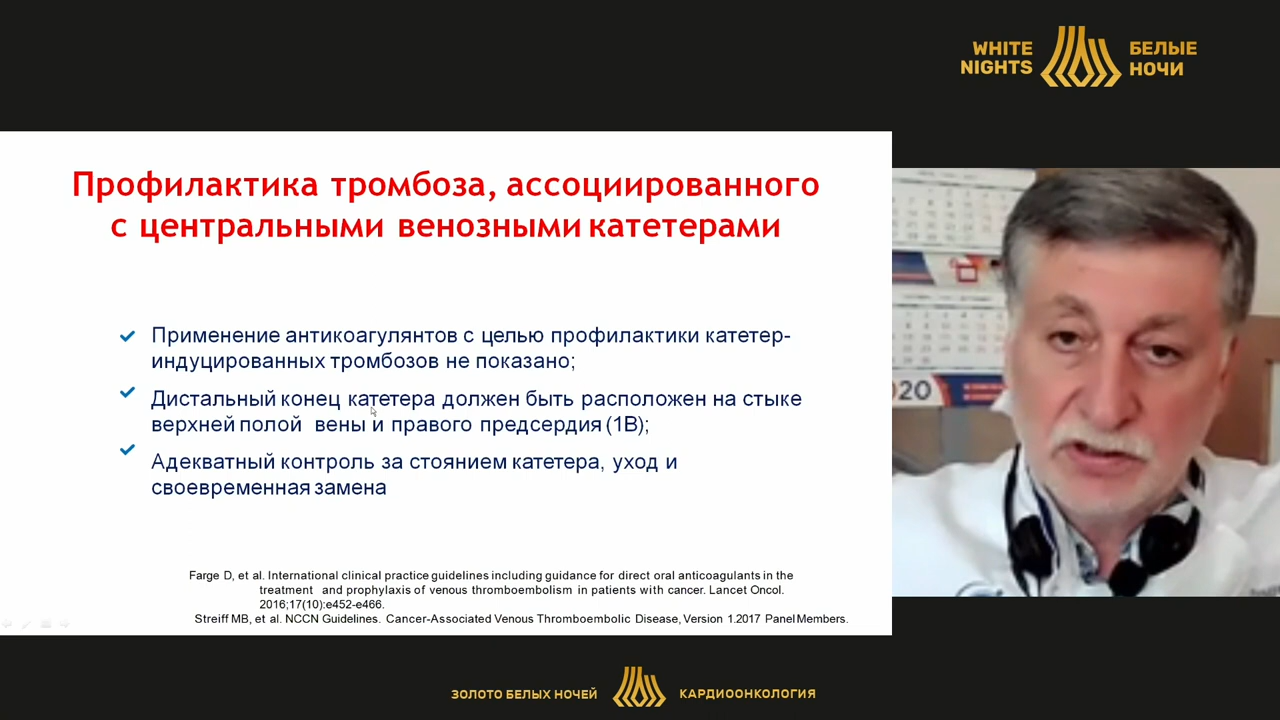 WHITE
NIGHTS
БЕЛЫЕ
НОЧИ
Профилактика тромбоза, ассоциированного
с центральными венозными катетерами
Применение антикоагулянтов с целью профилактики катетер-
индуцированных тромбозов не показано;
Дистальный конец катетера должен быть расположен на стыке
верхней полой вены и правого предсердия (1В);
Адекватный контроль за стоянием катетера, уход и
своевременная замена
Farge D, et al. International clinical practice guidelines including guidance for direct oral anticoagulants in the
treatment and prophylaxis of venous thromboembolism in patients with cancer. Lancet Oncol.
2016;17(10):e452-e466.
Streiff MB, et al. NCCN Guidelines. Cancer-Associated Venous Thromboembolic Disease, Version 1.2017 Panel Members.
020
ЗОЛОТО БЕЛЫХ НОЧЕЙ
КАРДИООНКОЛОГИЯ